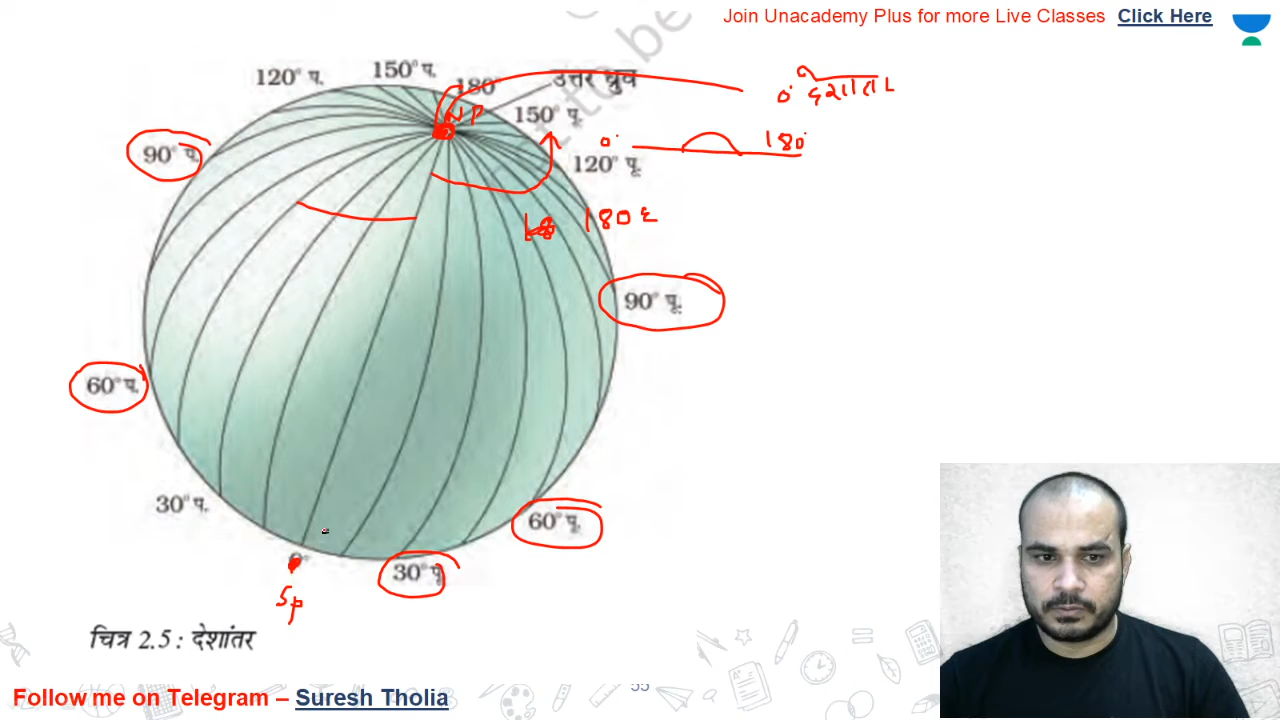 Join Unacademy Plus for more Live Classes Click Here
120° प.
150° प.
180°
उत्तर ध्रुव
NP
150° पू.
0°
0°
180°
90° प.
120° पू.
180 E
90° पू.
60° प.
30° प.
60° पू.
0°
30° पू.
SP
चित्र 2.5 : देशांतर
55
Follow me on Telegram – Suresh Tholia